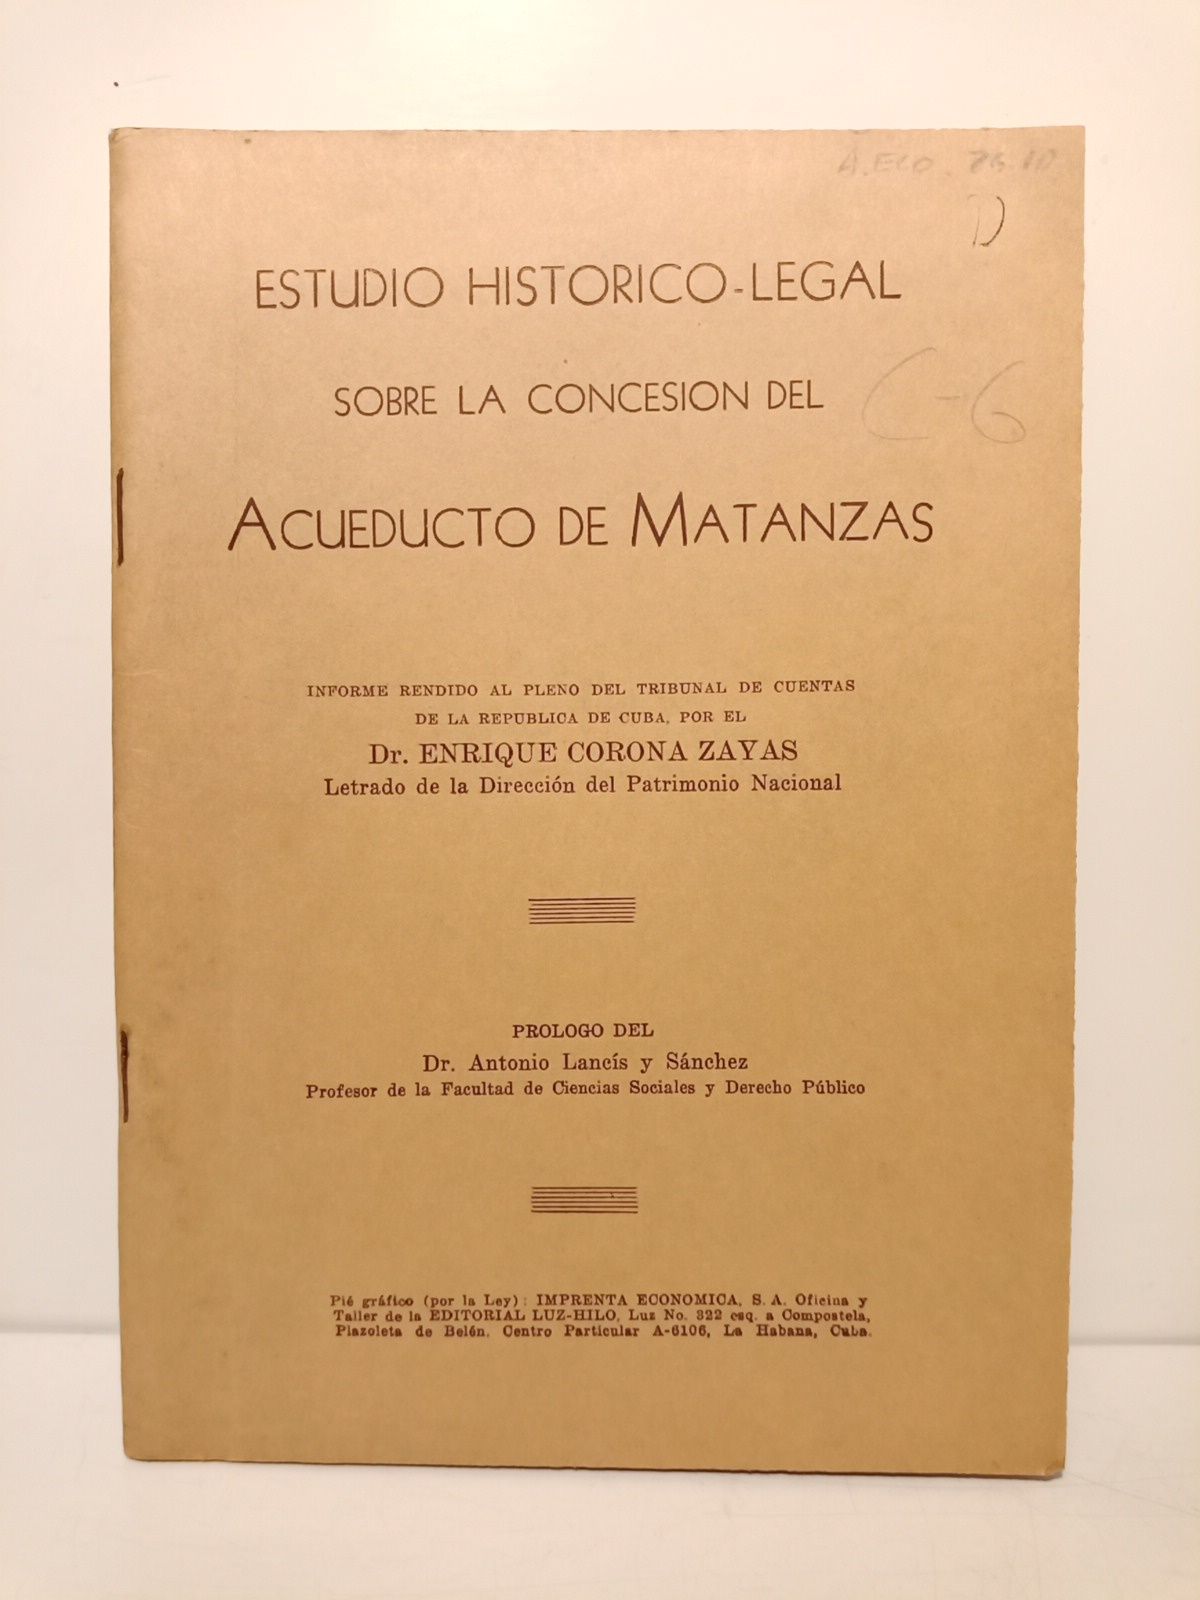 D
ESTUDIO HISTORICO-LEGAL
SOBRE LA CONCESION DEL
C-6
ACUEDUCTO DE MATANZAS
INFORME RENDIDO AL PLENO DEL TRIBUNAL DE CUENTAS
DE LA REPUBLICA DE CUBA, POR EL
Dr. ENRIQUE CORONA ZAYAS
Letrado de la Dirección del Patrimonio Nacional
PROLOGO DEL
Dr. Antonio Lancís y Sánchez
Profesor de la Facultad de Ciencias Sociales y Derecho Público
Pié gráfico (por la Ley): IMPRENTA ECONOMICA, S. A. Oficina y
Taller de la EDITORIAL LUZ-HILO, Luz No. 322 esq. a Compostela,
Plazoleta de Belén. Centro Particular A-6106, La Habana, Cuba.